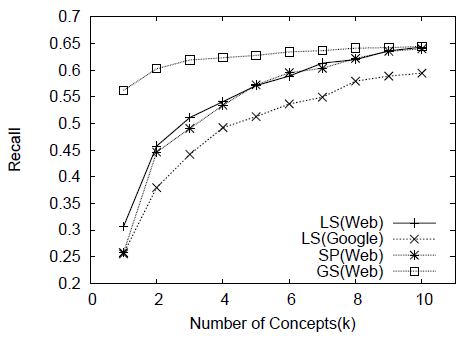 0.7
0.65
0.6
0.55
0.5
0.45
0.4
0.35
0.3
0.25
0.2
Recall
LS(Web)
LS(Google)
SP(Web)
GS(Web)
0 2 4 6 8 10
Number of Concepts(k)